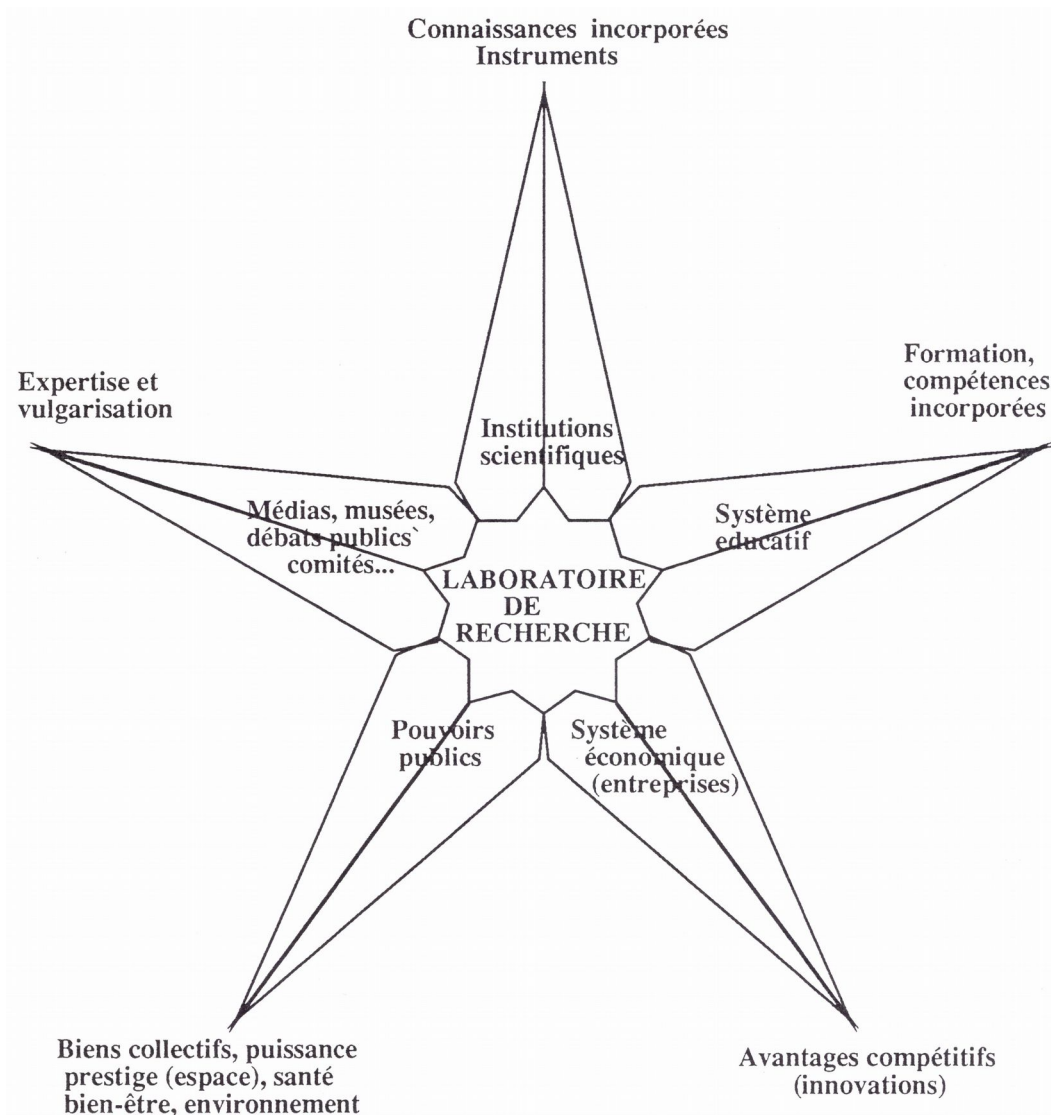 Connaissances incorporées
Instruments
Formation,
compétences
incorporées
Expertise et
vulgarisation
Institutions
scientifiques
Médias, musées,
débats publics`
comités...
Système
educatif
LABORATOIRE
DE
RECHERCHE
Pouvoirs
publics
Système
économique
(entreprises)
Biens collectifs, puissance
prestige (espace), santé
bien-être, environnement
Avantages compétitifs
(innovations)